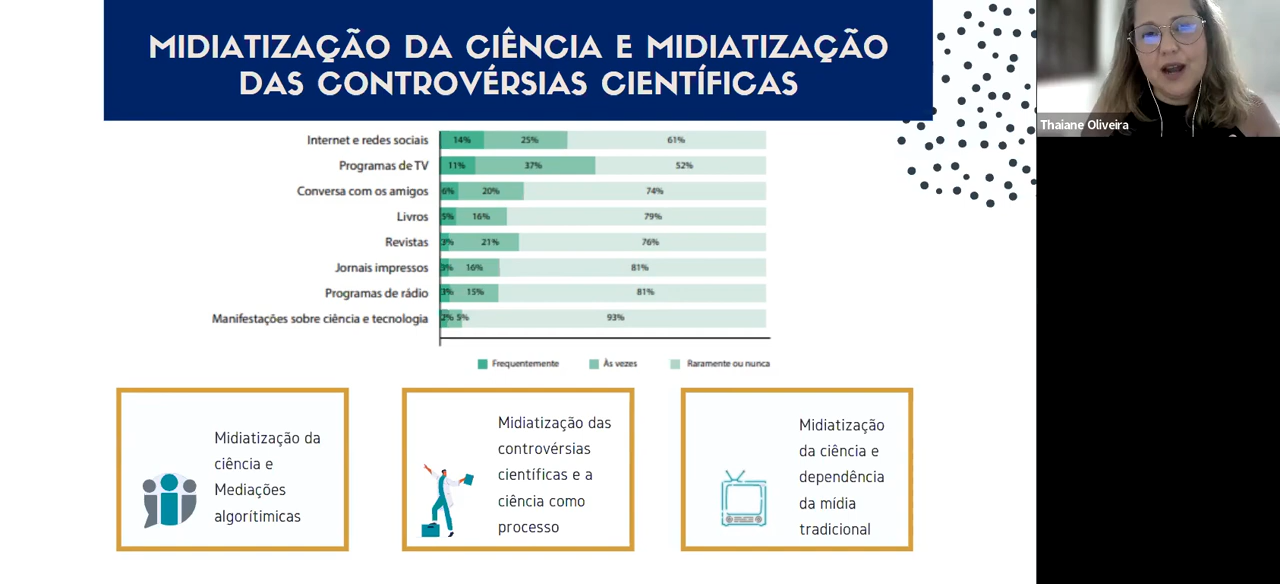 MIDIATIZAÇÃO DA CIÊNCIA E MIDIATIZAÇÃO
DAS CONTROVÉRSIAS CIENTÍFICAS
Thaiane Oliveira
Internet e redes sociais 14% 25% 61%
Programas de TV 11% 37% 52%
Conversa com os amigos 6% 20% 74%
Livros 5% 16% 79%
Revistas 3% 21% 76%
Jornais impressos 3% 16% 81%
Programas de rádio 3% 15% 81%
Manifestações sobre ciência e tecnologia 2% 5% 93%
Frequentemente Às vezes Raramente ou nunca
Midiatização da
ciência e
Mediações
algorítimicas
Midiatização das
controvérsias
científicas e a
ciência como
processo
Midiatização
da ciência e
dependência
da mídia
tradicional